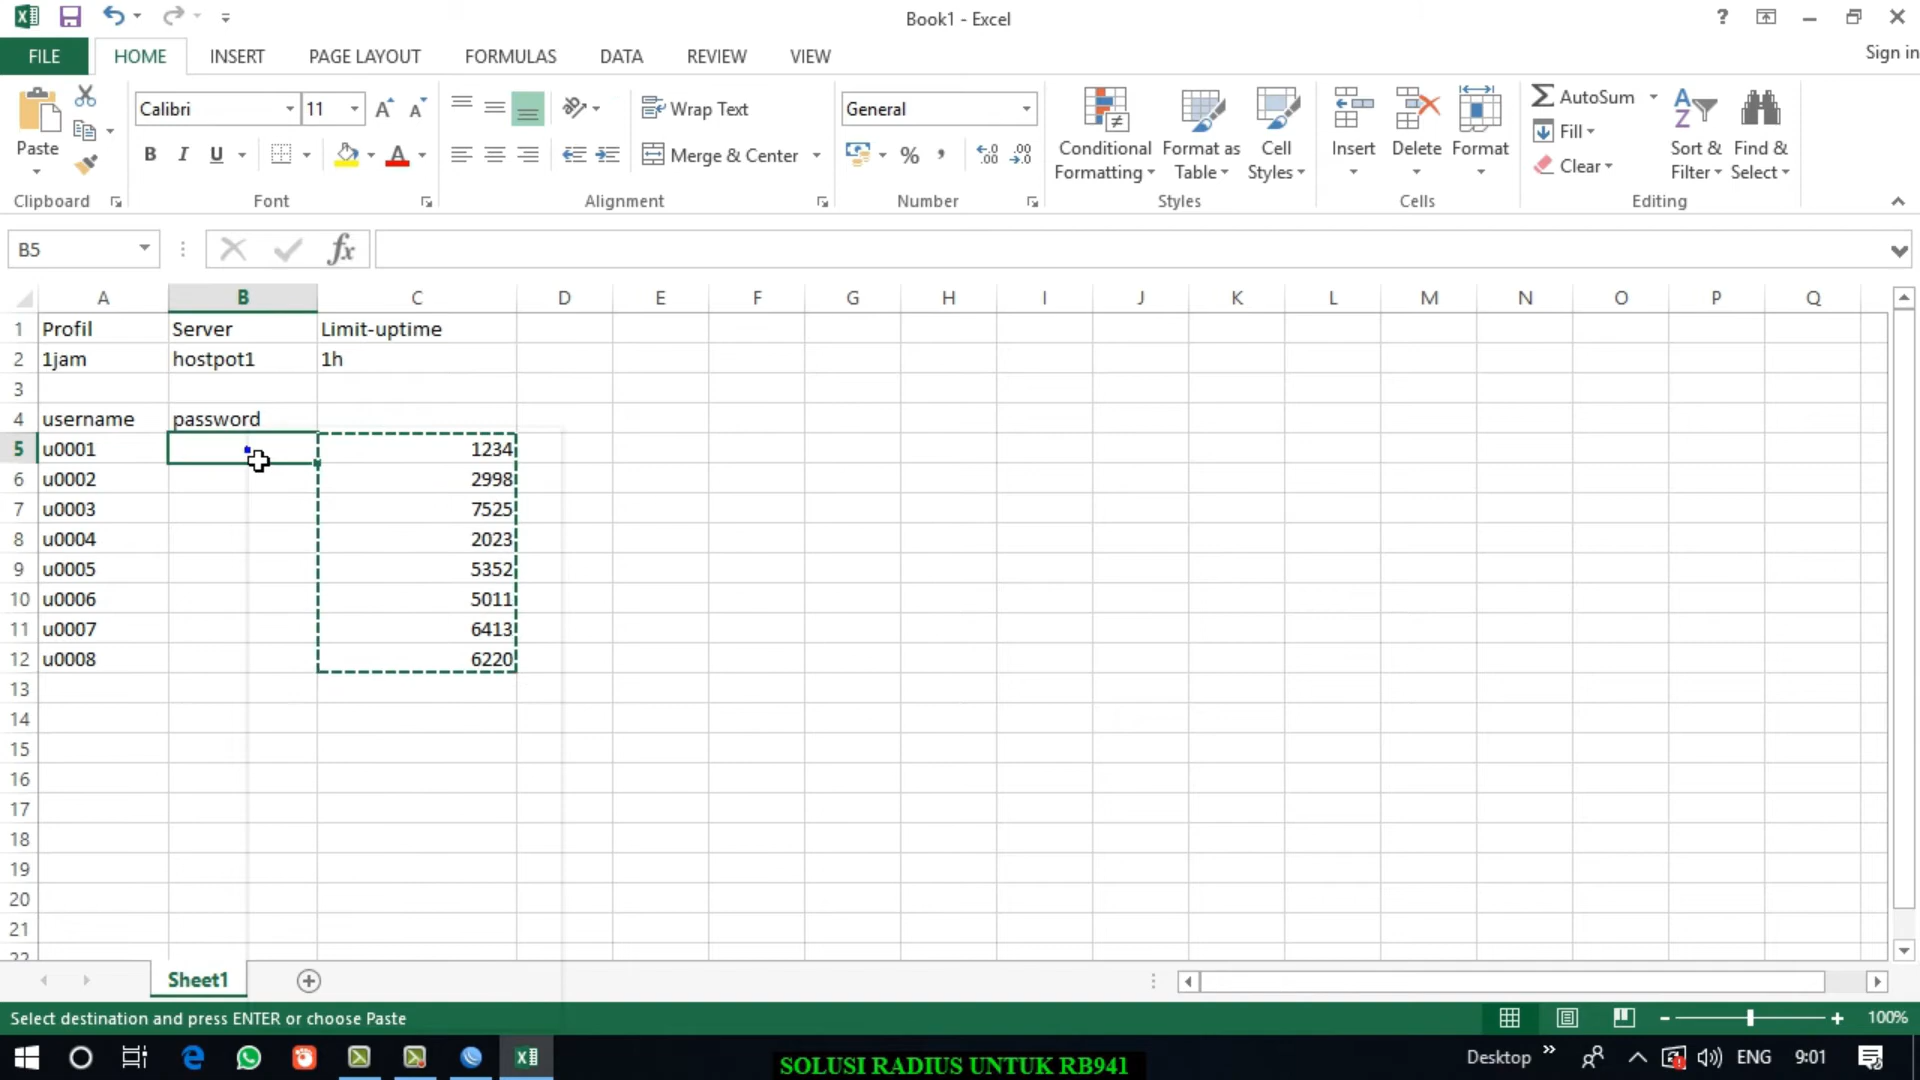 Book1 - Excel
?
Sign in
FILE HOME INSERT PAGE LAYOUT FORMULAS DATA REVIEW VIEW
Paste
Calibri 11
Wrap Text
General
B I U
Merge & Center
%
Conditional Formatting
Format as Table
Cell Styles
Insert
Delete
Format
AutoSum
Fill
Clear
Sort & Filter
Find & Select
Clipboard Font Alignment Number Styles Cells Editing
B5 fx
A B C D E F G H I J K L M N O P Q
1 Profil Server Limit-uptime
2 1jam hostpot1 1h
3
4 username password
5 u0001 1234
6 u0002 2998
7 u0003 7525
8 u0004 2023
9 u0005 5352
10 u0006 5011
11 u0007 6413
12 u0008 6220
13
14
15
16
17
18
19
20
21
22
Sheet1
Select destination and press ENTER or choose Paste
100%
SOLUSI RADIUS UNTUK RB941
Desktop » ENG 9:01